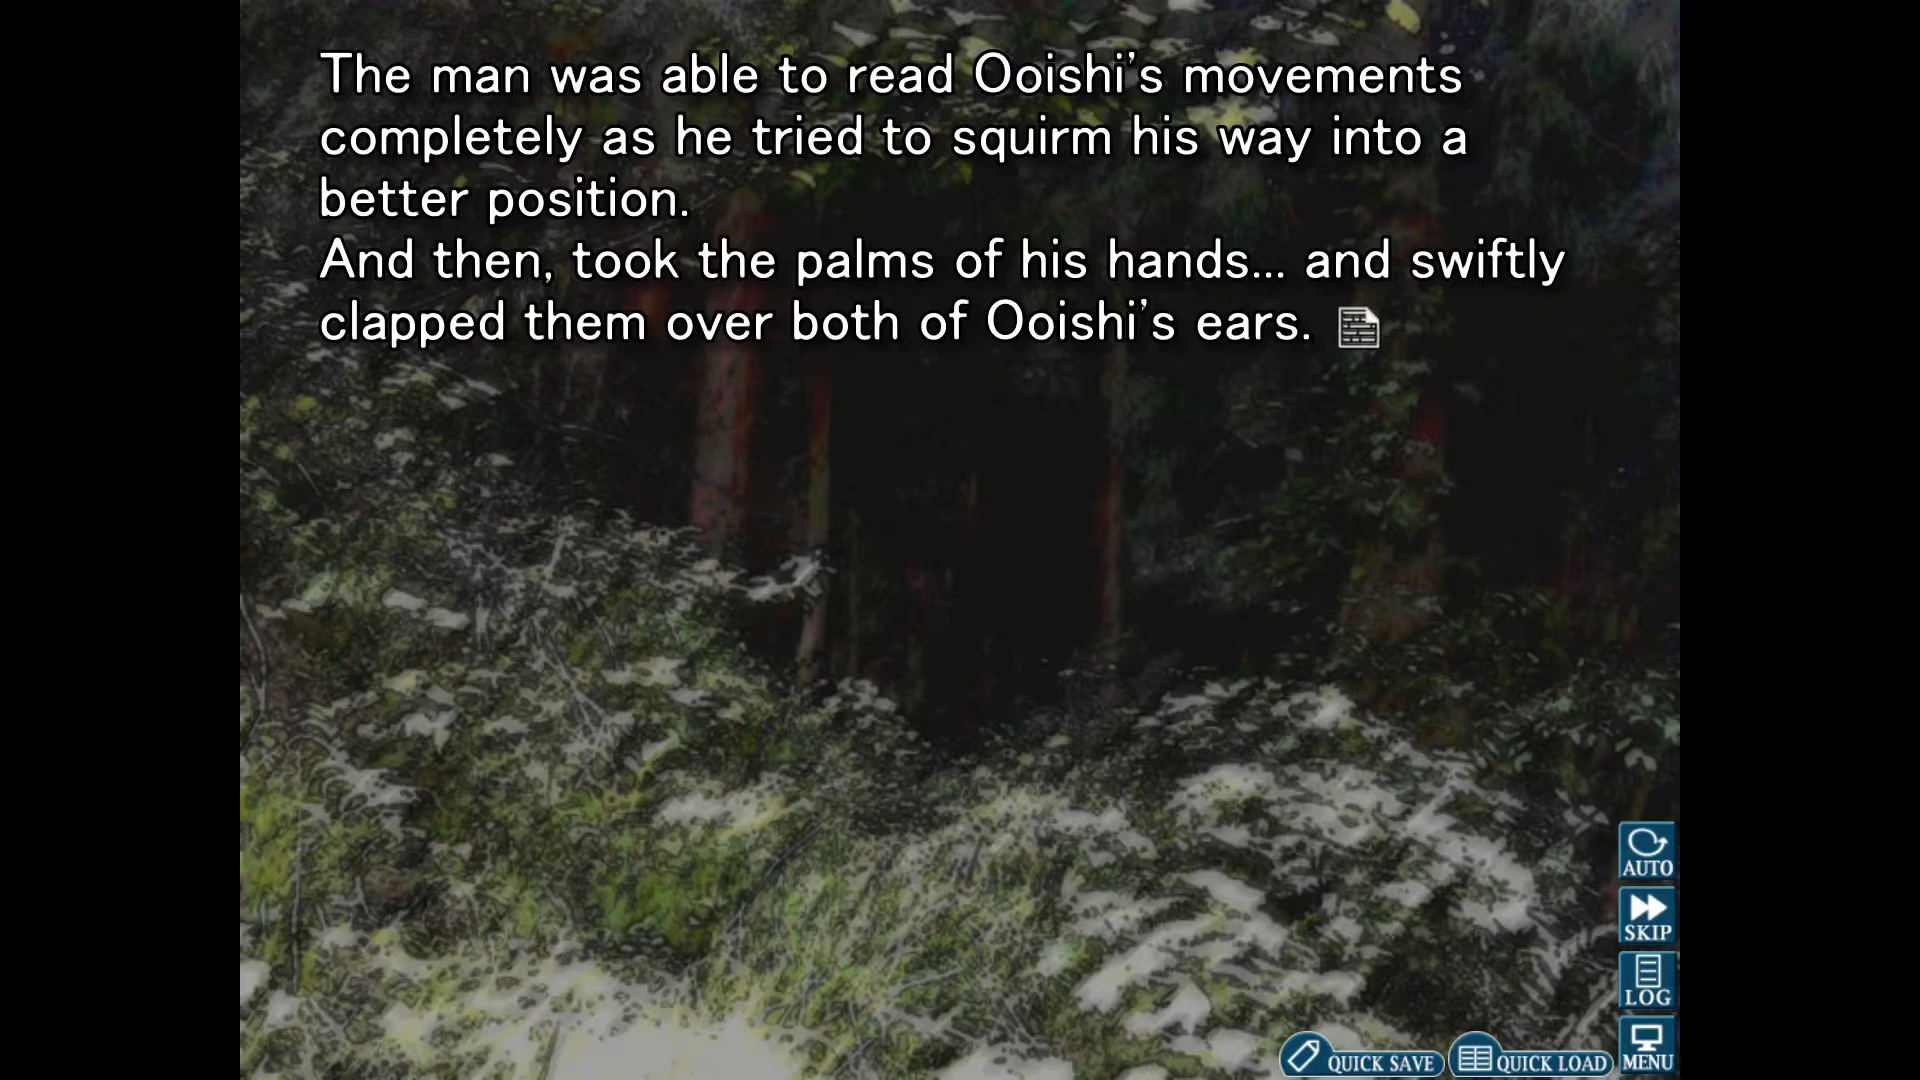 The man was able to read Ooishi's movements
completely as he tried to squirm his way into a
better position.
And then, took the palms of his hands... and swiftly
clapped them over both of Ooishi's ears.
AUTO
SKIP
LOG
MENU
QUICK SAVE
QUICK LOAD